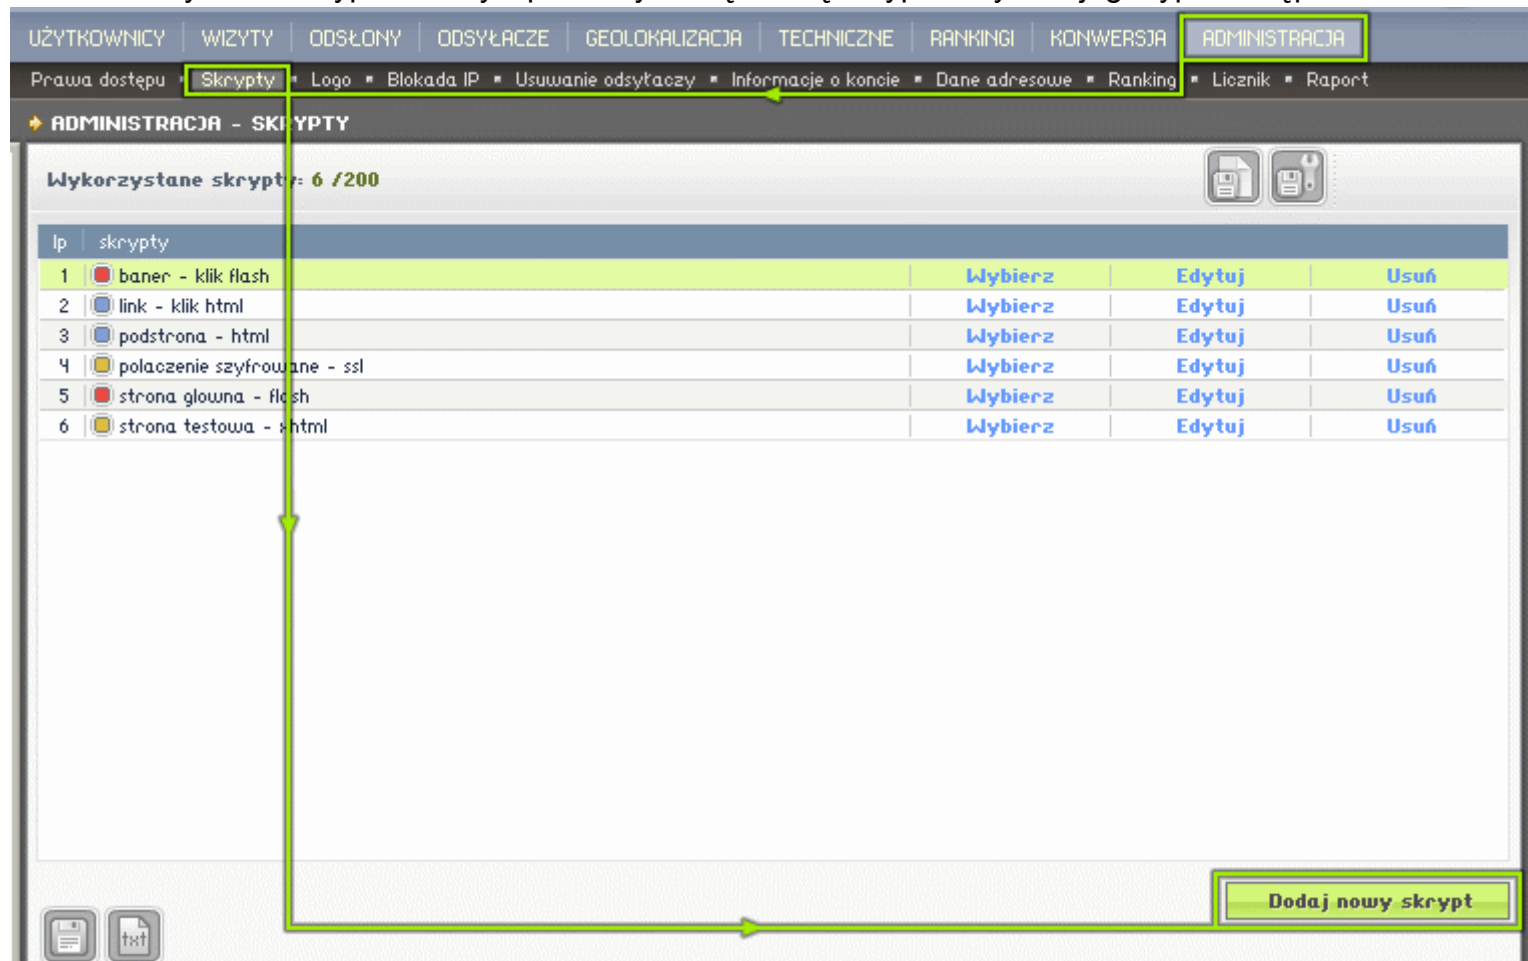 UŻYTKOWNICY WIZYTY ODSŁONY ODSYŁACZE GEOLOKALIZACJA TECHNICZNE RANKINGI KONWERSJA ADMINISTRACJA
Prawa dostępu ▪ Skrypty ▪ Logo ▪ Blokada IP ▪ Usuwanie odsyłaczy ▪ Informacje o koncie ▪ Dane adresowe ▪ Ranking ▪ Licznik ▪ Raport
ADMINISTRACJA - SKRYPTY
Wykorzystane skrypty: 6 /200
lp skrypty
1 baner - klik flash Wybierz Edytuj Usuń
2 link - klik html Wybierz Edytuj Usuń
3 podstrona - html Wybierz Edytuj Usuń
4 polaczenie szyfrowane - ssl Wybierz Edytuj Usuń
5 strona glowna - flash Wybierz Edytuj Usuń
6 strona testowa - xhtml Wybierz Edytuj Usuń
Dodaj nowy skrypt
txt